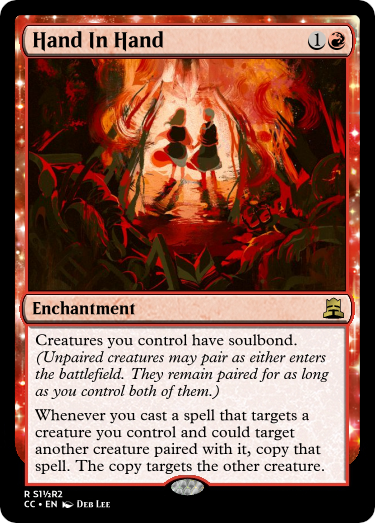 Hand In Hand 1
Enchantment
Creatures you control have soulbond.
(Unpaired creatures may pair as either enters
the battlefield. They remain paired for as long
as you control both of them.)
Whenever you cast a spell that targets a
creature you control and could target
another creature paired with it, copy that
spell. The copy targets the other creature.
R S1½R2
CC • EN Deb Lee